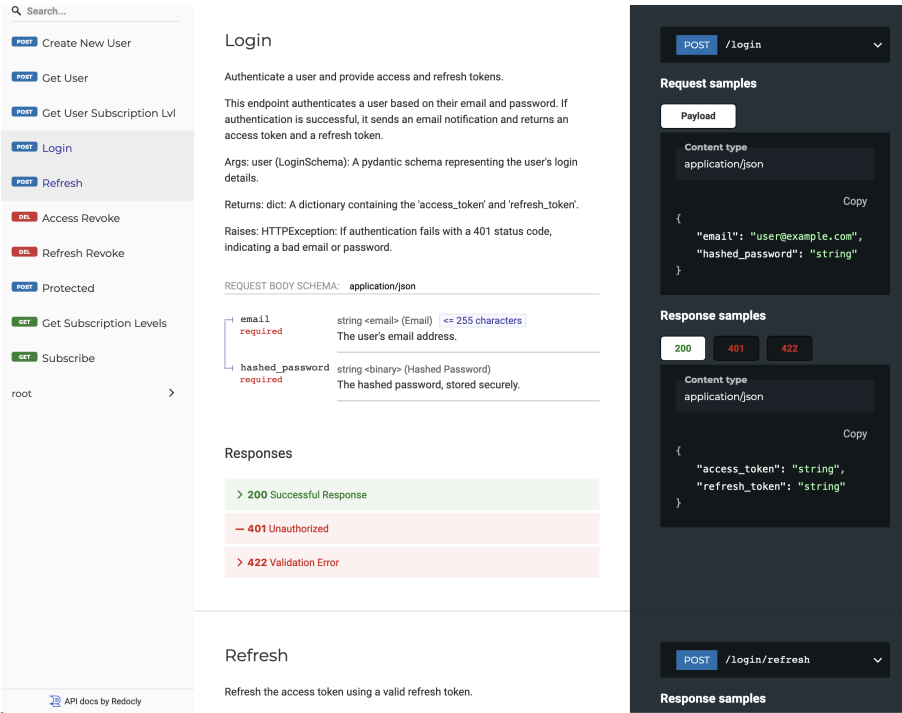 Search...
POST Create New User
POST Get User
POST Get User Subscription Lvl
POST Login
POST Refresh
DEL Access Revoke
DEL Refresh Revoke
POST Protected
GET Get Subscription Levels
GET Subscribe
root
API docs by Redocly
Login
Authenticate a user and provide access and refresh tokens.
This endpoint authenticates a user based on their email and password. If
authentication is successful, it sends an email notification and returns an
access token and a refresh token.
Args: user (LoginSchema): A pydantic schema representing the user's login
details.
Returns: dict: A dictionary containing the 'access_token' and 'refresh_token'.
Raises: HTTPException: If authentication fails with a 401 status code,
indicating a bad email or password.
REQUEST BODY SCHEMA: application/json
email
required
string <email> (Email) <= 255 characters
The user's email address.
hashed_password
required
string <binary> (Hashed Password)
The hashed password, stored securely.
Responses
200 Successful Response
401 Unauthorized
422 Validation Error
Refresh
Refresh the access token using a valid refresh token.
POST /login
Request samples
Payload
Content type
application/json
Copy
{
"email": "user@example.com",
"hashed_password": "string"
}
Response samples
200 401 422
Content type
application/json
Copy
{
"access_token": "string",
"refresh_token": "string"
}
POST /login/refresh
Response samples